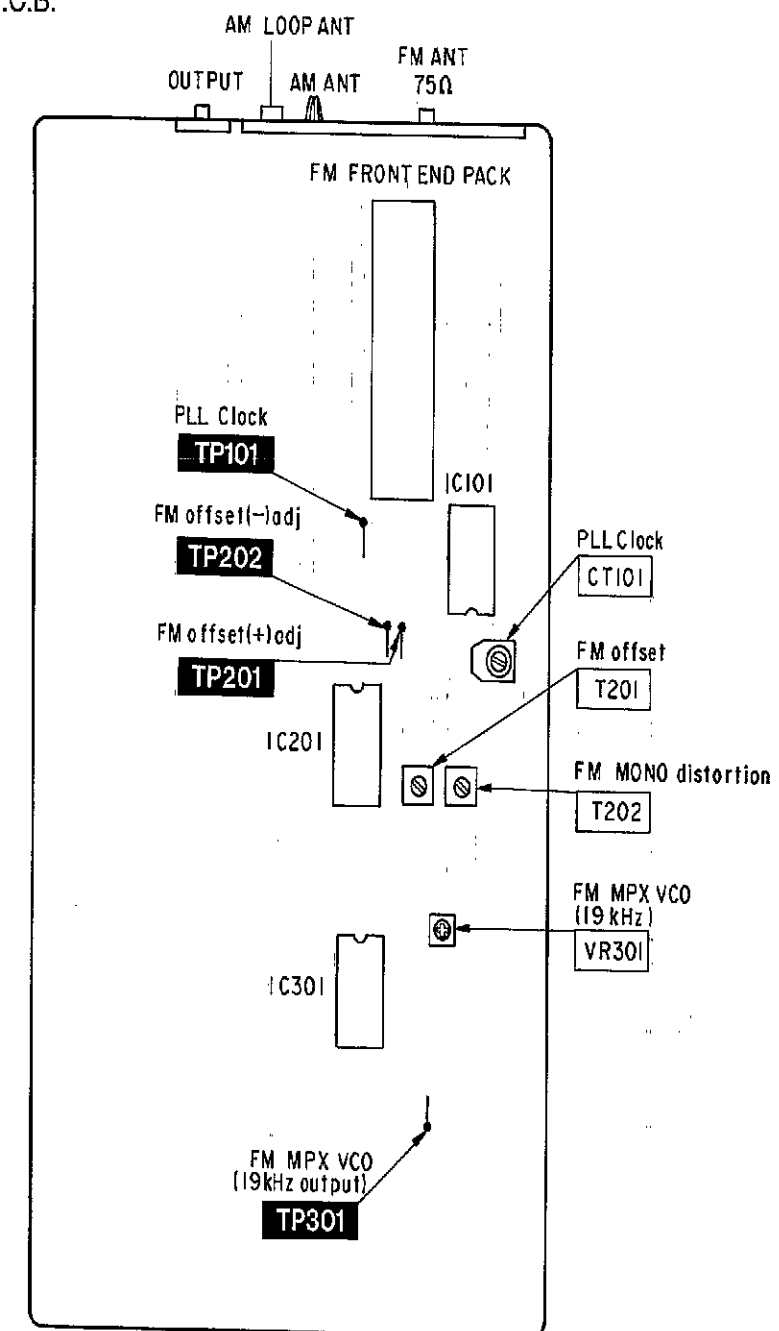 .C.B.
AM LOOP ANT
FM ANT
OUTPUT AM ANT 75Ω
FM FRONT END PACK
PLL Clock
TP101
IC101
FM offset(-)adj
TP202
PLL Clock
CT101
FM offset(+)adj
TP201
FM offset
T201
IC201
FM MONO distortion
T202
FM MPX VCO
(19kHz)
VR301
IC301
FM MPX VCO
(19kHz output)
TP301